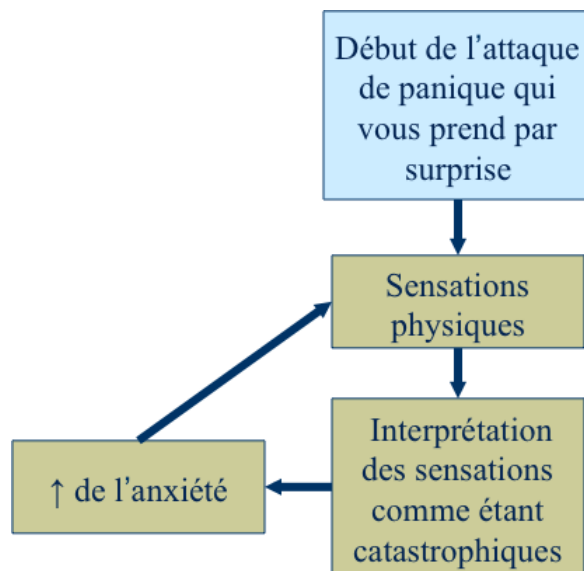 Début de l’attaque
de panique qui
vous prend par
surprise
Sensations
physiques
Interprétation
des sensations
comme étant
catastrophiques
↑ de l’anxiété